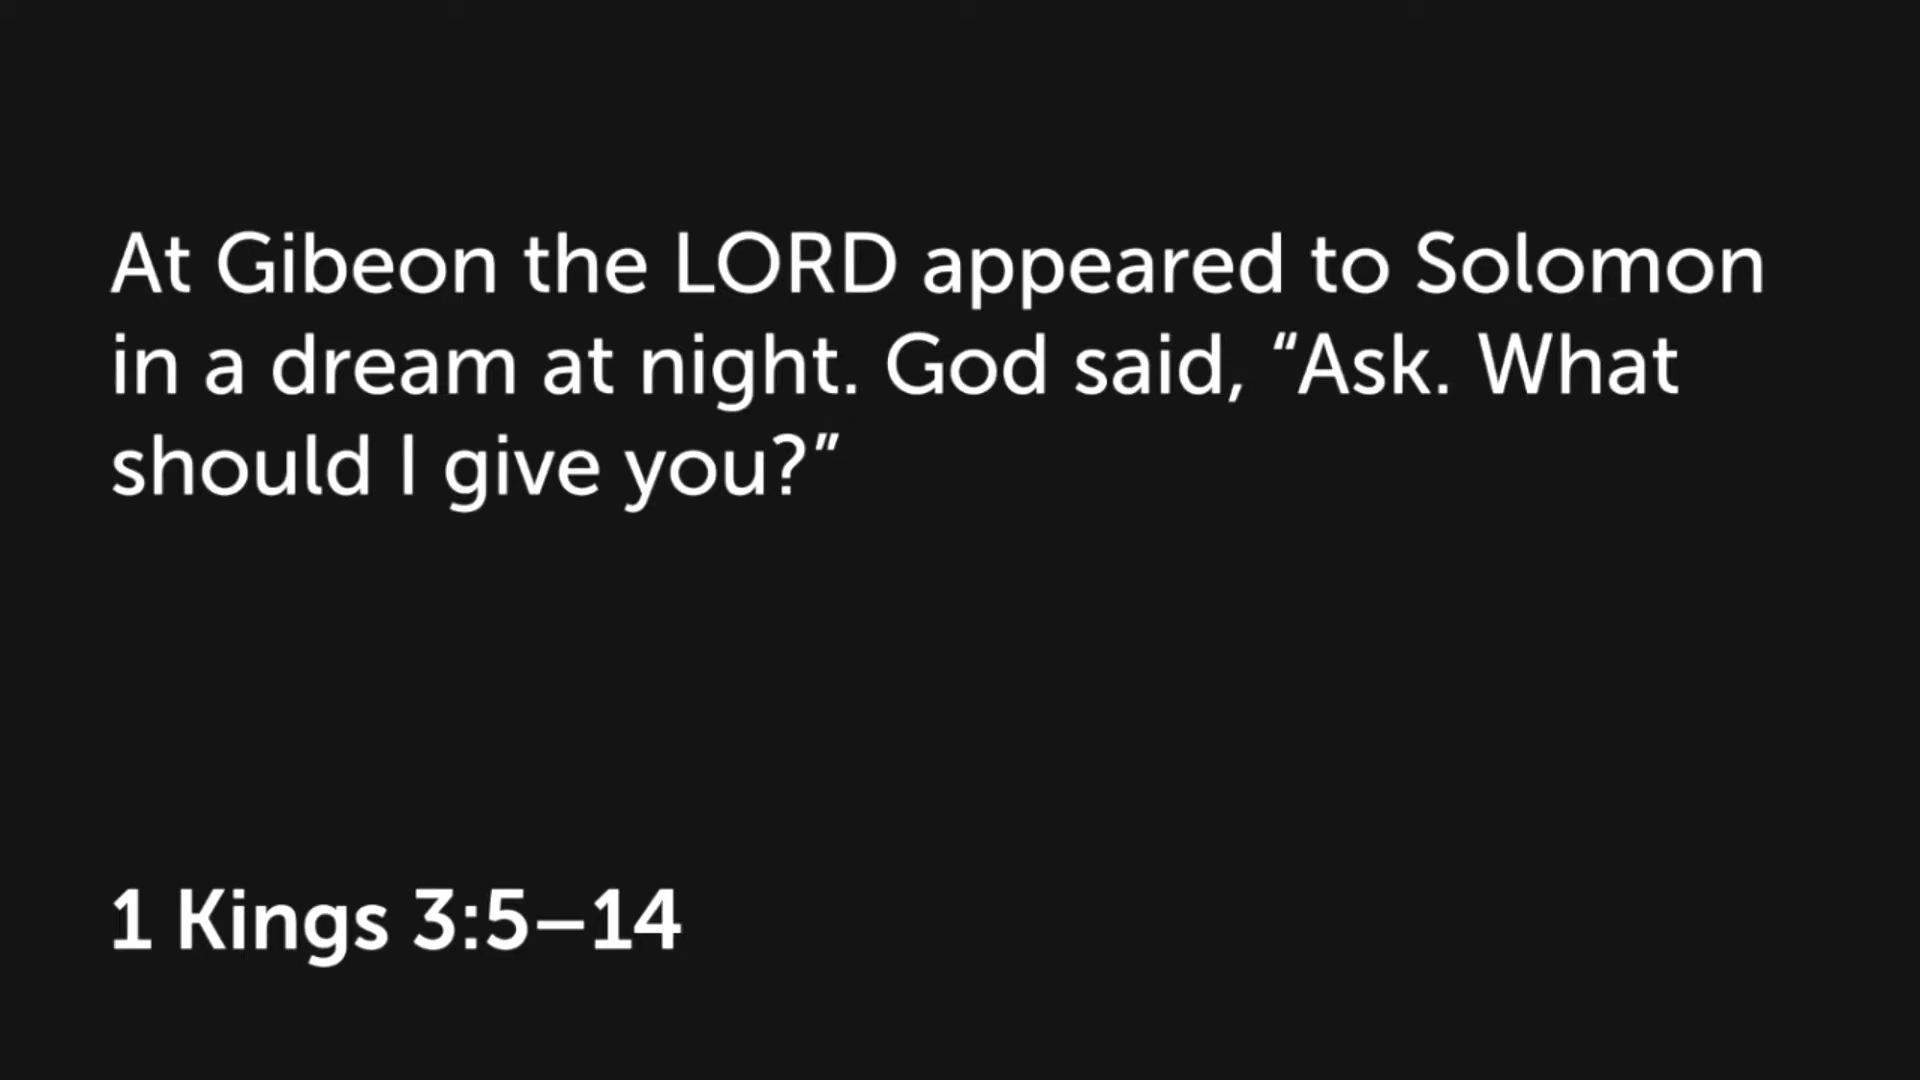 At Gibeon the LORD appeared to Solomon
in a dream at night. God said, “Ask. What
should I give you?”
1 Kings 3:5–14